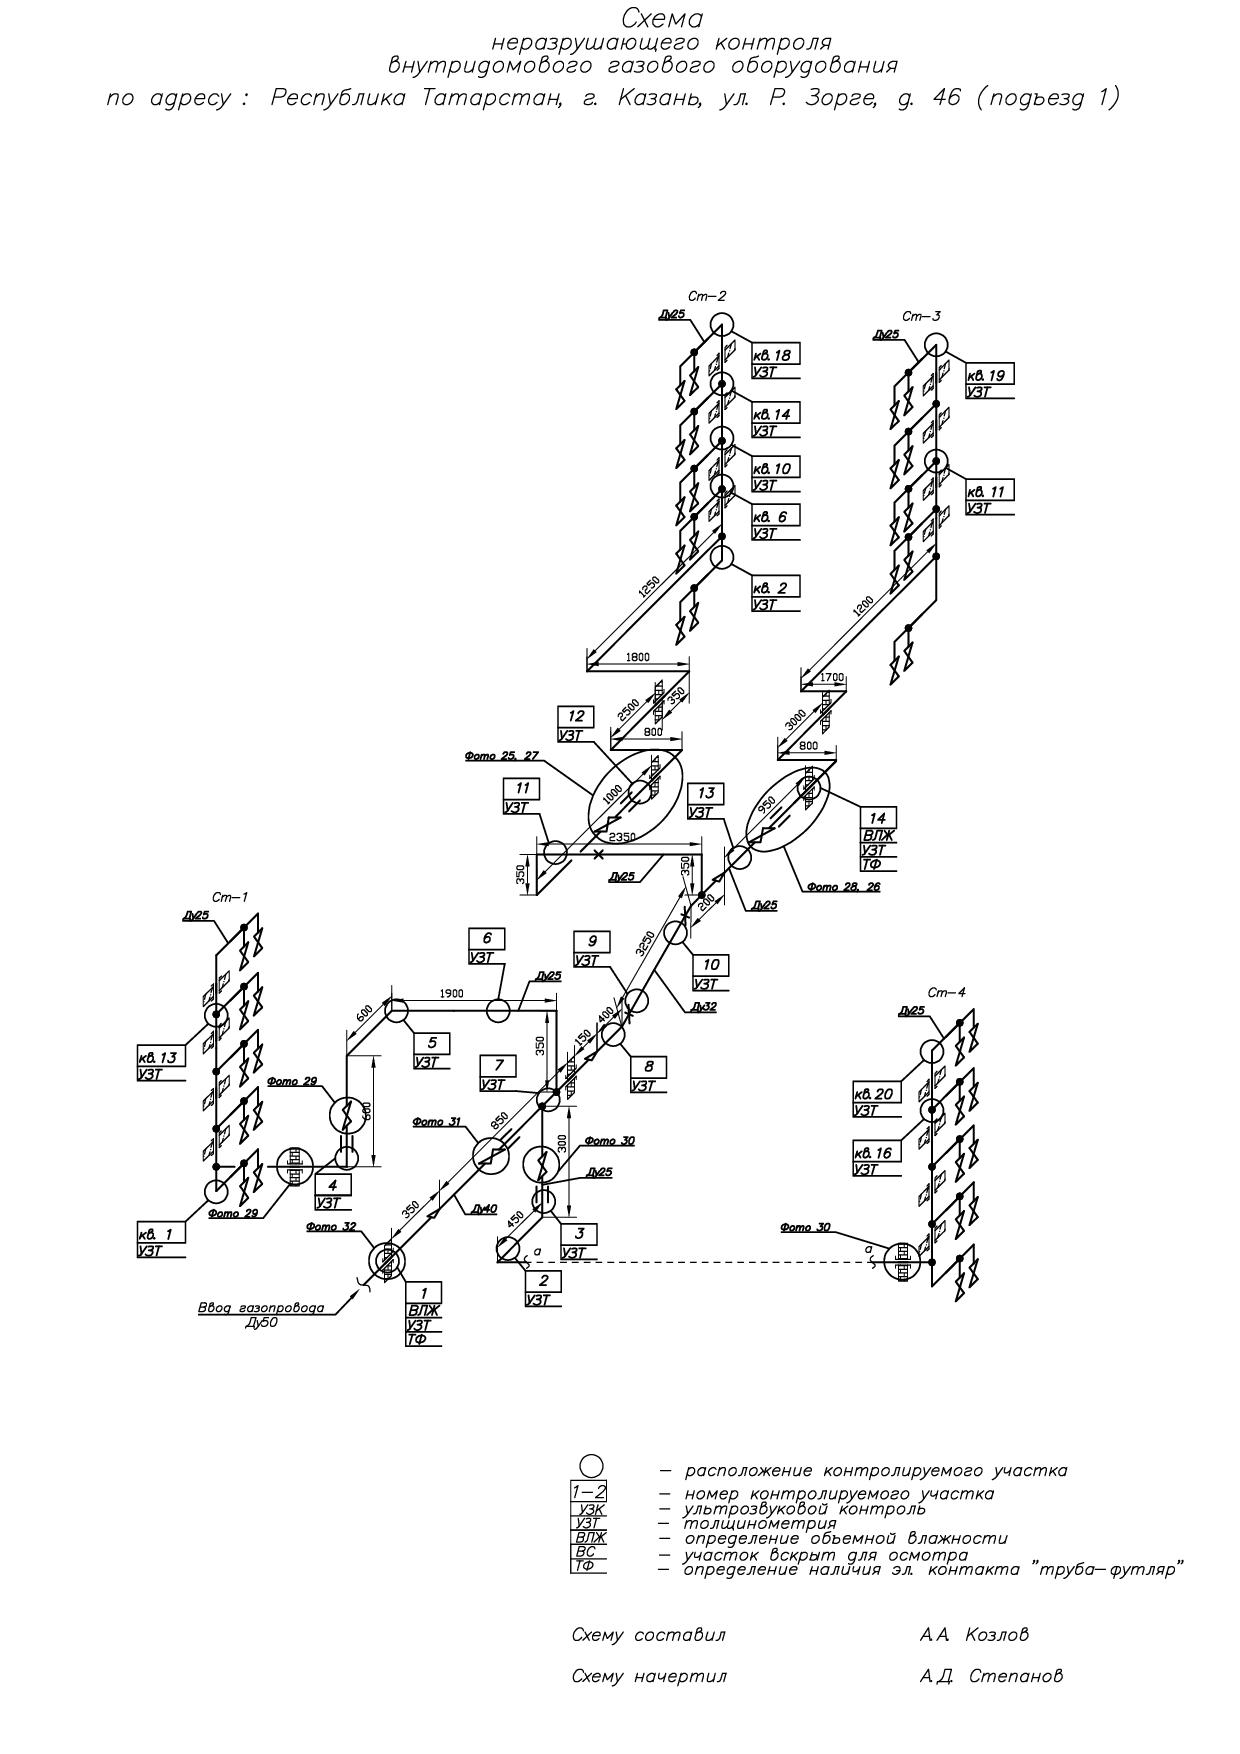 Схема
неразрушающего контроля
внутридомового газового оборудования
по адресу : Республика Татарстан, г. Казань, ул. Р. Зорге, д. 46 (подъезд 1)
Ст-2
Ду25
кв. 18
УЗТ
кв. 14
УЗТ
кв. 10
УЗТ
кв. 6
УЗТ
кв. 2
УЗТ
1250
1800
350
2500
800
Ст-3
Ду25
кв. 19
УЗТ
кв. 11
УЗТ
1200
1700
3000
800
12
УЗТ
Фото 25, 27
11
УЗТ
1000
2350
350
Ду25
350
13
УЗТ
950
14
ВЛЖ
УЗТ
ТФ
Фото 28, 26
Ду25
200
Ст-1
Ду25
кв. 13
УЗТ
кв. 1
УЗТ
Фото 29
Фото 29
4
УЗТ
600
600
1900
6
УЗТ
Ду25
5
УЗТ
350
7
УЗТ
9
УЗТ
3250
10
УЗТ
Ду32
400
150
8
УЗТ
850
Фото 31
300
Фото 30
Ду25
350
Ду40
Фото 32
450
3
УЗТ
а
2
УЗТ
1
ВЛЖ
УЗТ
ТФ
Ввод газопровода
Ду50
Ст-4
Ду25
кв. 20
УЗТ
кв. 16
УЗТ
Фото 30
а
– расположение контролируемого участка
1-2 – номер контролируемого участка
УЗК – ультрозвуковой контроль
УЗТ – толщинометрия
ВЛЖ – определение объемной влажности
ВС – участок вскрыт для осмотра
ТФ – определение наличия эл. контакта "труба-футляр"
Схему составил А.А. Козлов
Схему начертил А.Д. Степанов